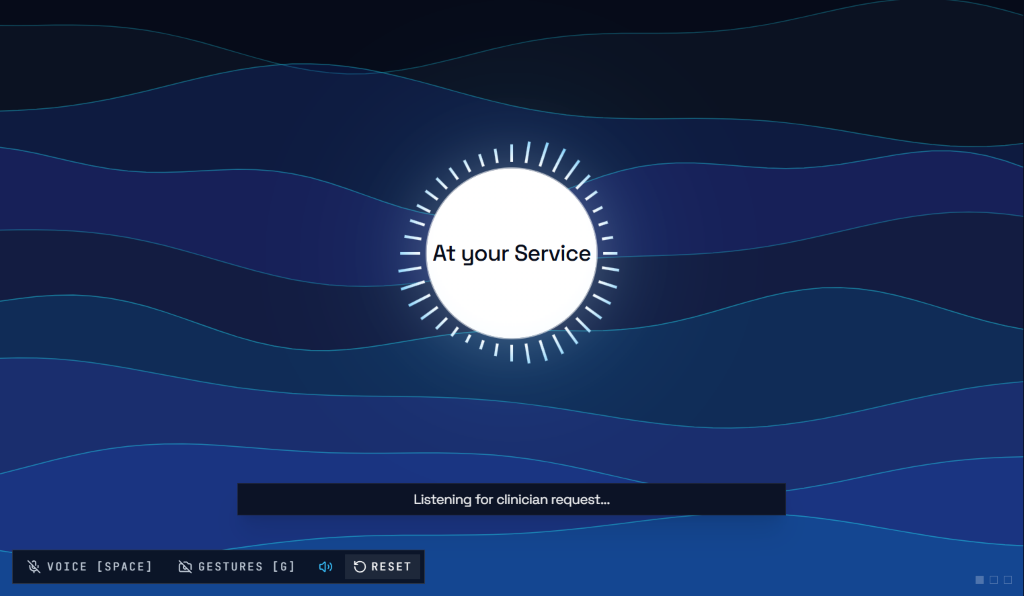 At your Service
Listening for clinician request...
VOICE [SPACE] GESTURES [G] RESET